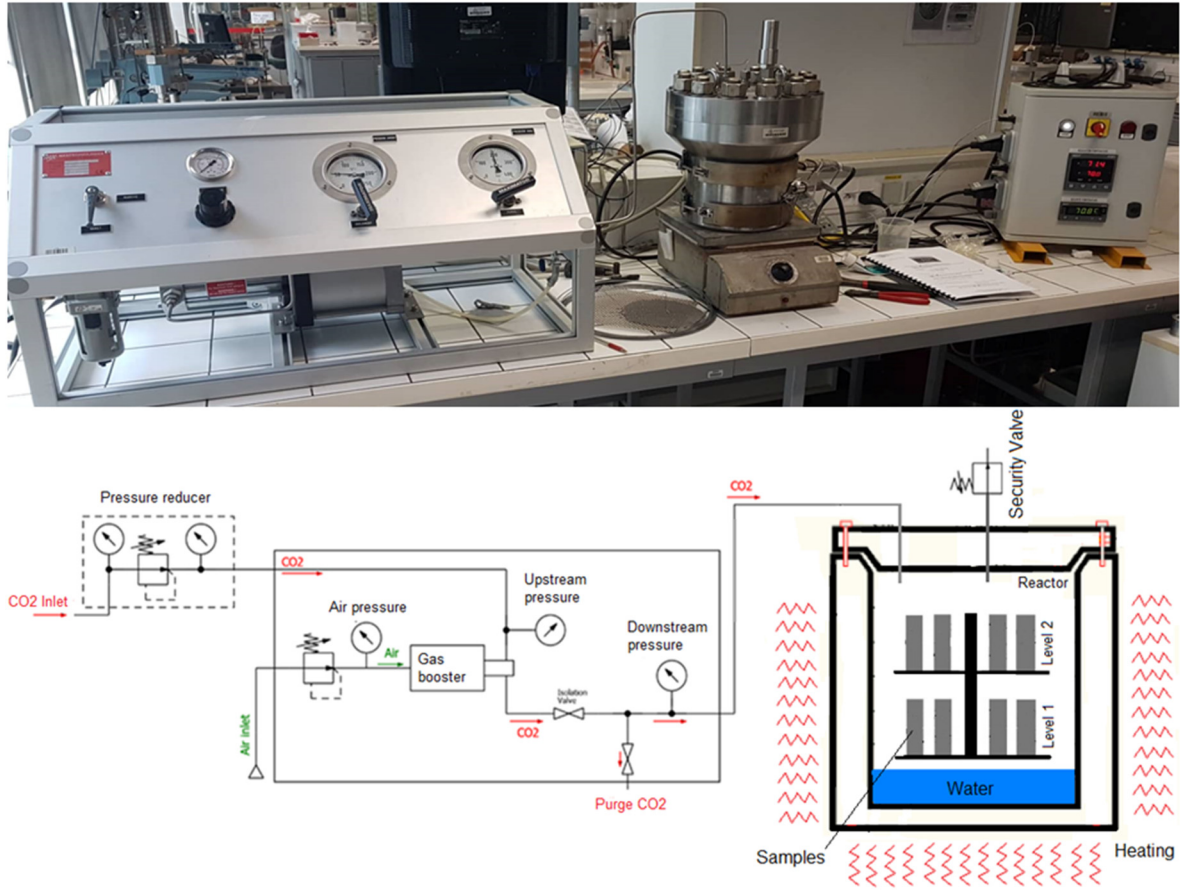 Security Valve
Pressure reducer
CO2
CO2
CO2 Inlet
Air pressure
Upstream
pressure
Downstream
pressure
Air
Gas
booster
Isolation
Valve
CO2
Air inlet
Purge CO2
Reactor
Level 2
Level 1
Water
Samples
Heating